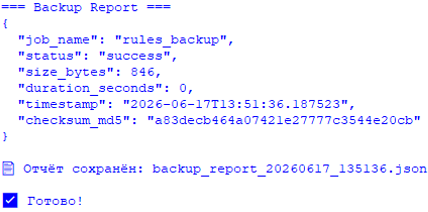 === Backup Report ===
{
  "job_name": "rules_backup",
  "status": "success",
  "size_bytes": 846,
  "duration_seconds": 0,
  "timestamp": "2026-06-17T13:51:36.187523",
  "checksum_md5": "a83decb464a07421e27777c3544e20cb"
}
📄 Отчёт сохранён: backup_report_20260617_135136.json
✅ Готово!